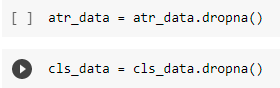 [ ] atr_data = atr_data.dropna()
cls_data = cls_data.dropna()